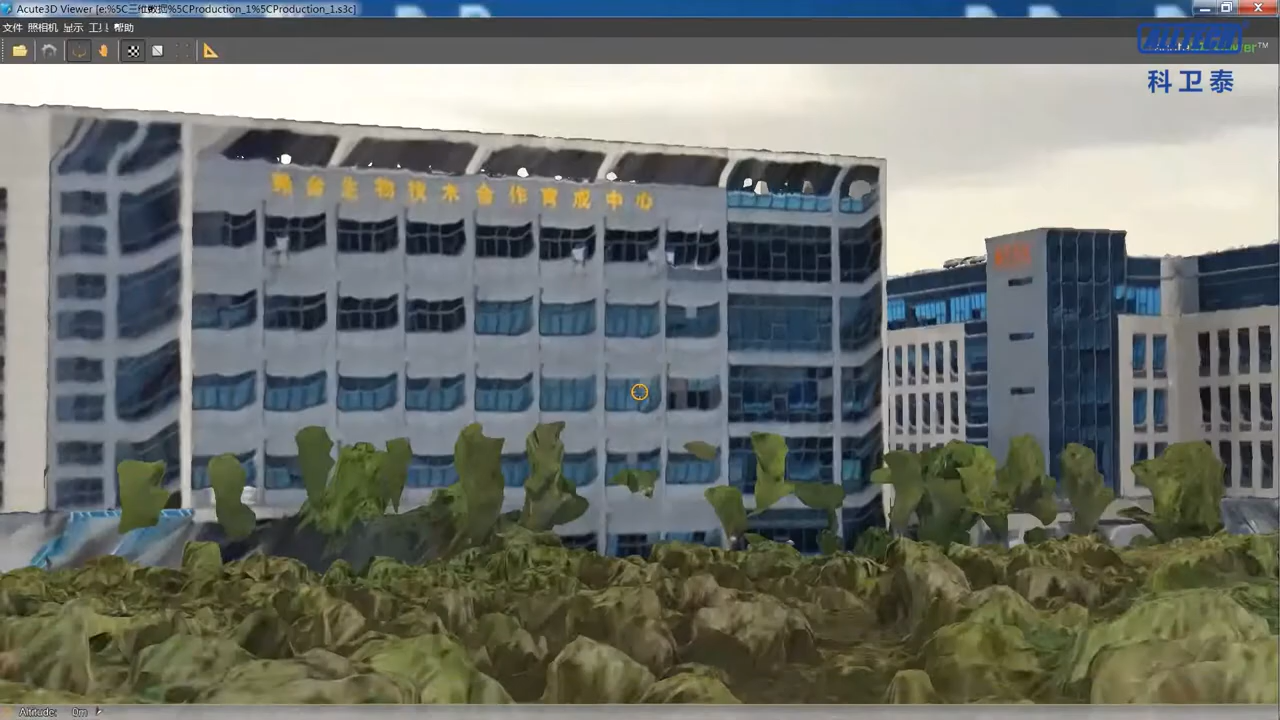 Acute3D Viewer [e:%5C三维数据%5CProduction_1%5CProduction_1.s3c]
文件 照相机 显示 工具 帮助
科卫泰
生物技术合作育成中心
Altitude: 0m